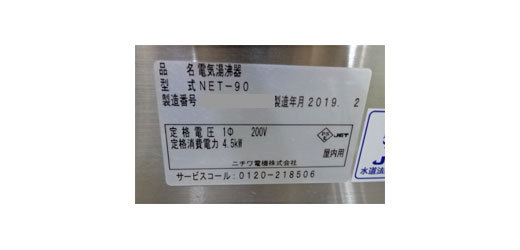 品 名 電気湯沸器
型 式 NET-90
製造番号 製造年月 2019. 2
定格電圧 1Φ 200V
定格消費電力 4.5kW
JET
屋内用
ニチワ電機株式会社
サービスコール:0120-218506
水道法